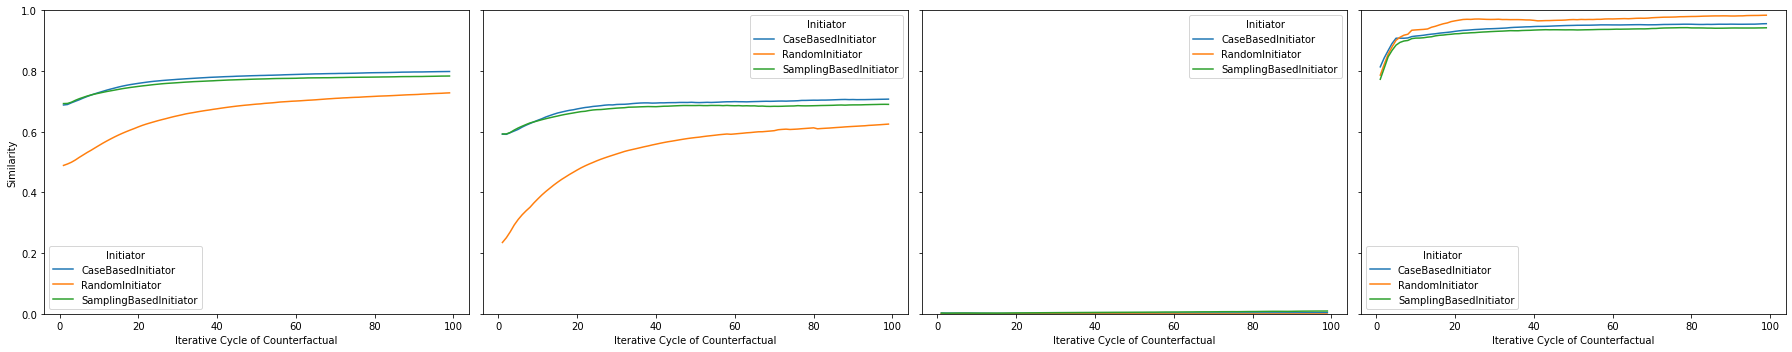 Similarity
1.0
0.8
0.6
0.4
0.2
0.0
Initiator
CaseBasedInitiator
RandomInitiator
SamplingBasedInitiator
0 20 40 60 80 100
Iterative Cycle of Counterfactual
Initiator
CaseBasedInitiator
RandomInitiator
SamplingBasedInitiator
0 20 40 60 80 100
Iterative Cycle of Counterfactual
Initiator
CaseBasedInitiator
RandomInitiator
SamplingBasedInitiator
0 20 40 60 80 100
Iterative Cycle of Counterfactual
Initiator
CaseBasedInitiator
RandomInitiator
SamplingBasedInitiator
0 20 40 60 80 100
Iterative Cycle of Counterfactual